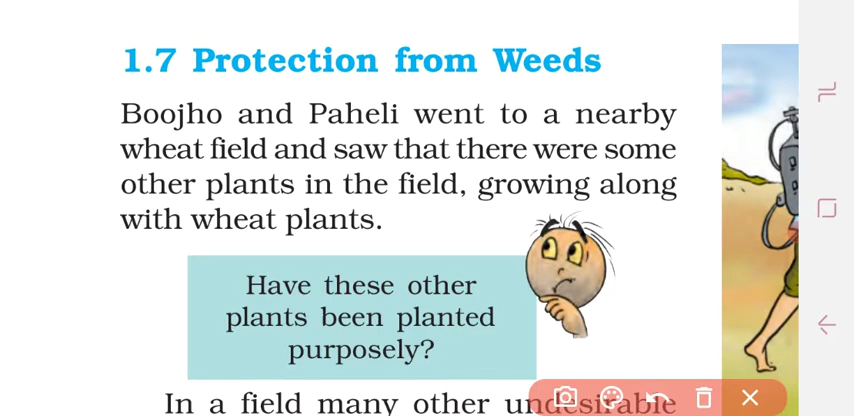 1.7 Protection from Weeds
Boojho and Paheli went to a nearby
wheat field and saw that there were some
other plants in the field, growing along
with wheat plants.
Have these other
plants been planted
purposely?
In a field many other undesirable